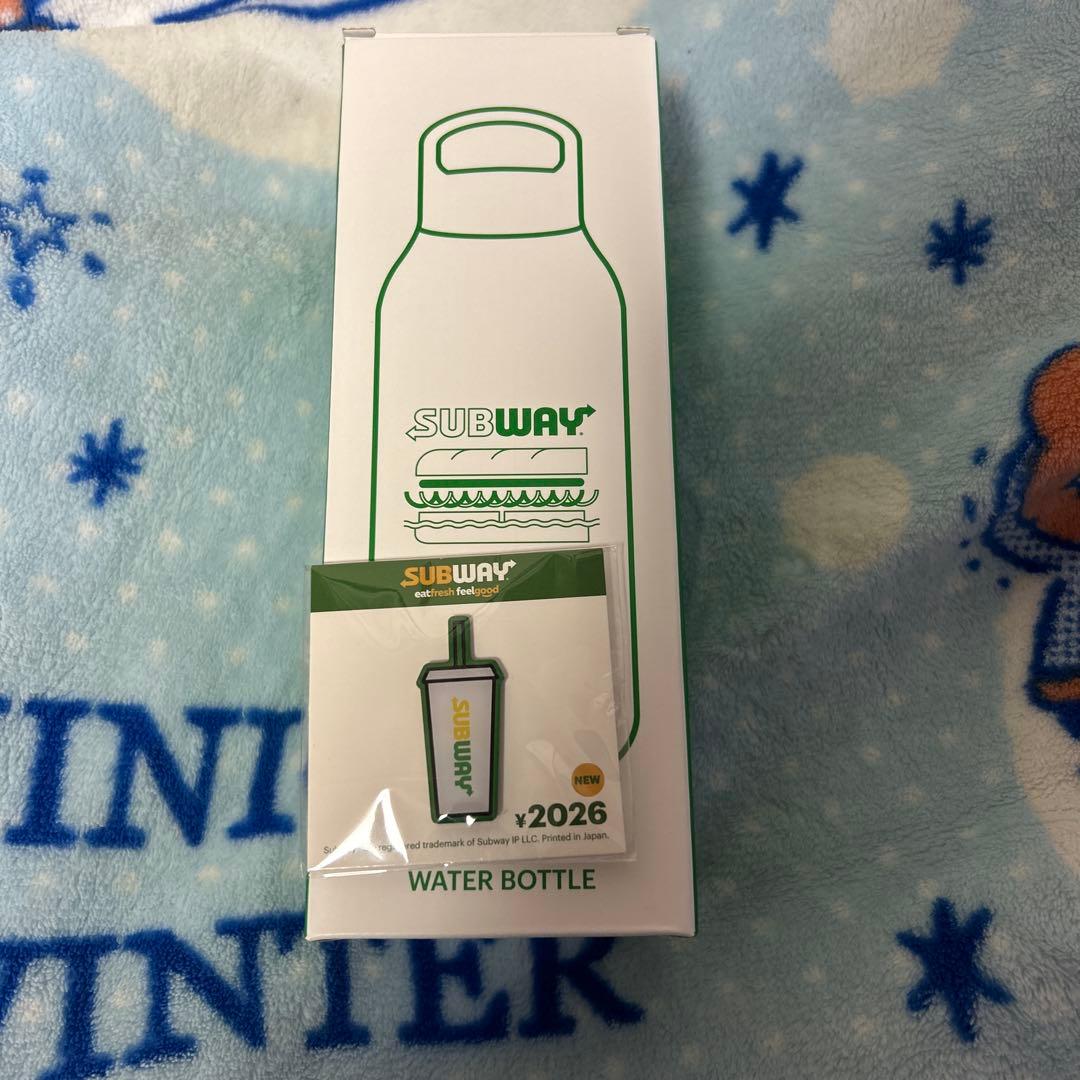 SUBWAY
SUBWAY
eatfresh feelgood
SUBWAY
NEW
¥2026
registered trademark of Subway IP LLC. Printed in Japan.
WATER BOTTLE
WINTER